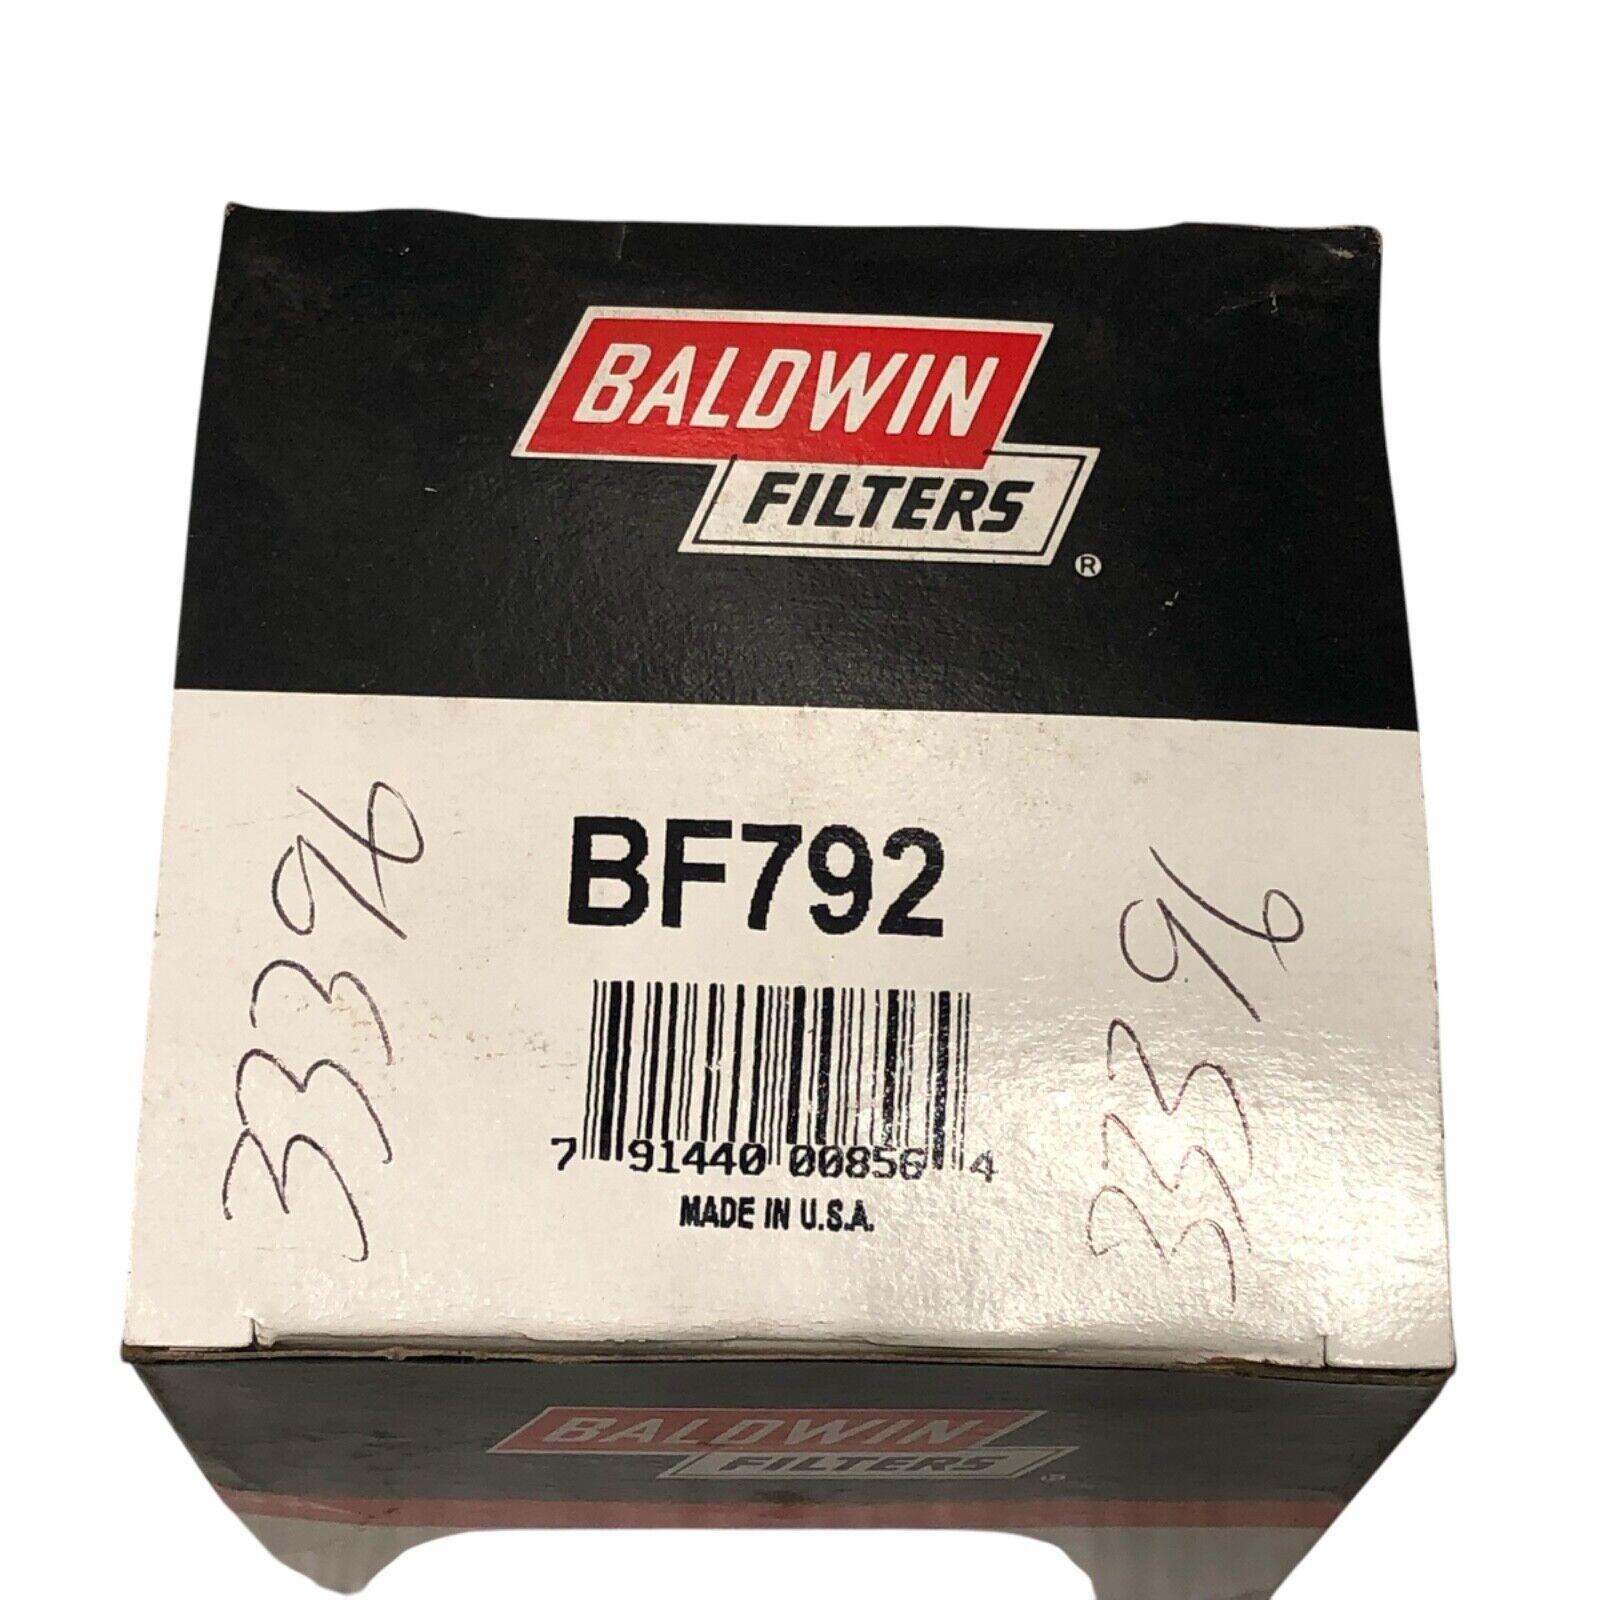 BALDWIN
FILTERS
®
BF792
3396
3396
7 91440 00856 4
MADE IN U.S.A.
BALDWIN
FILTERS
®